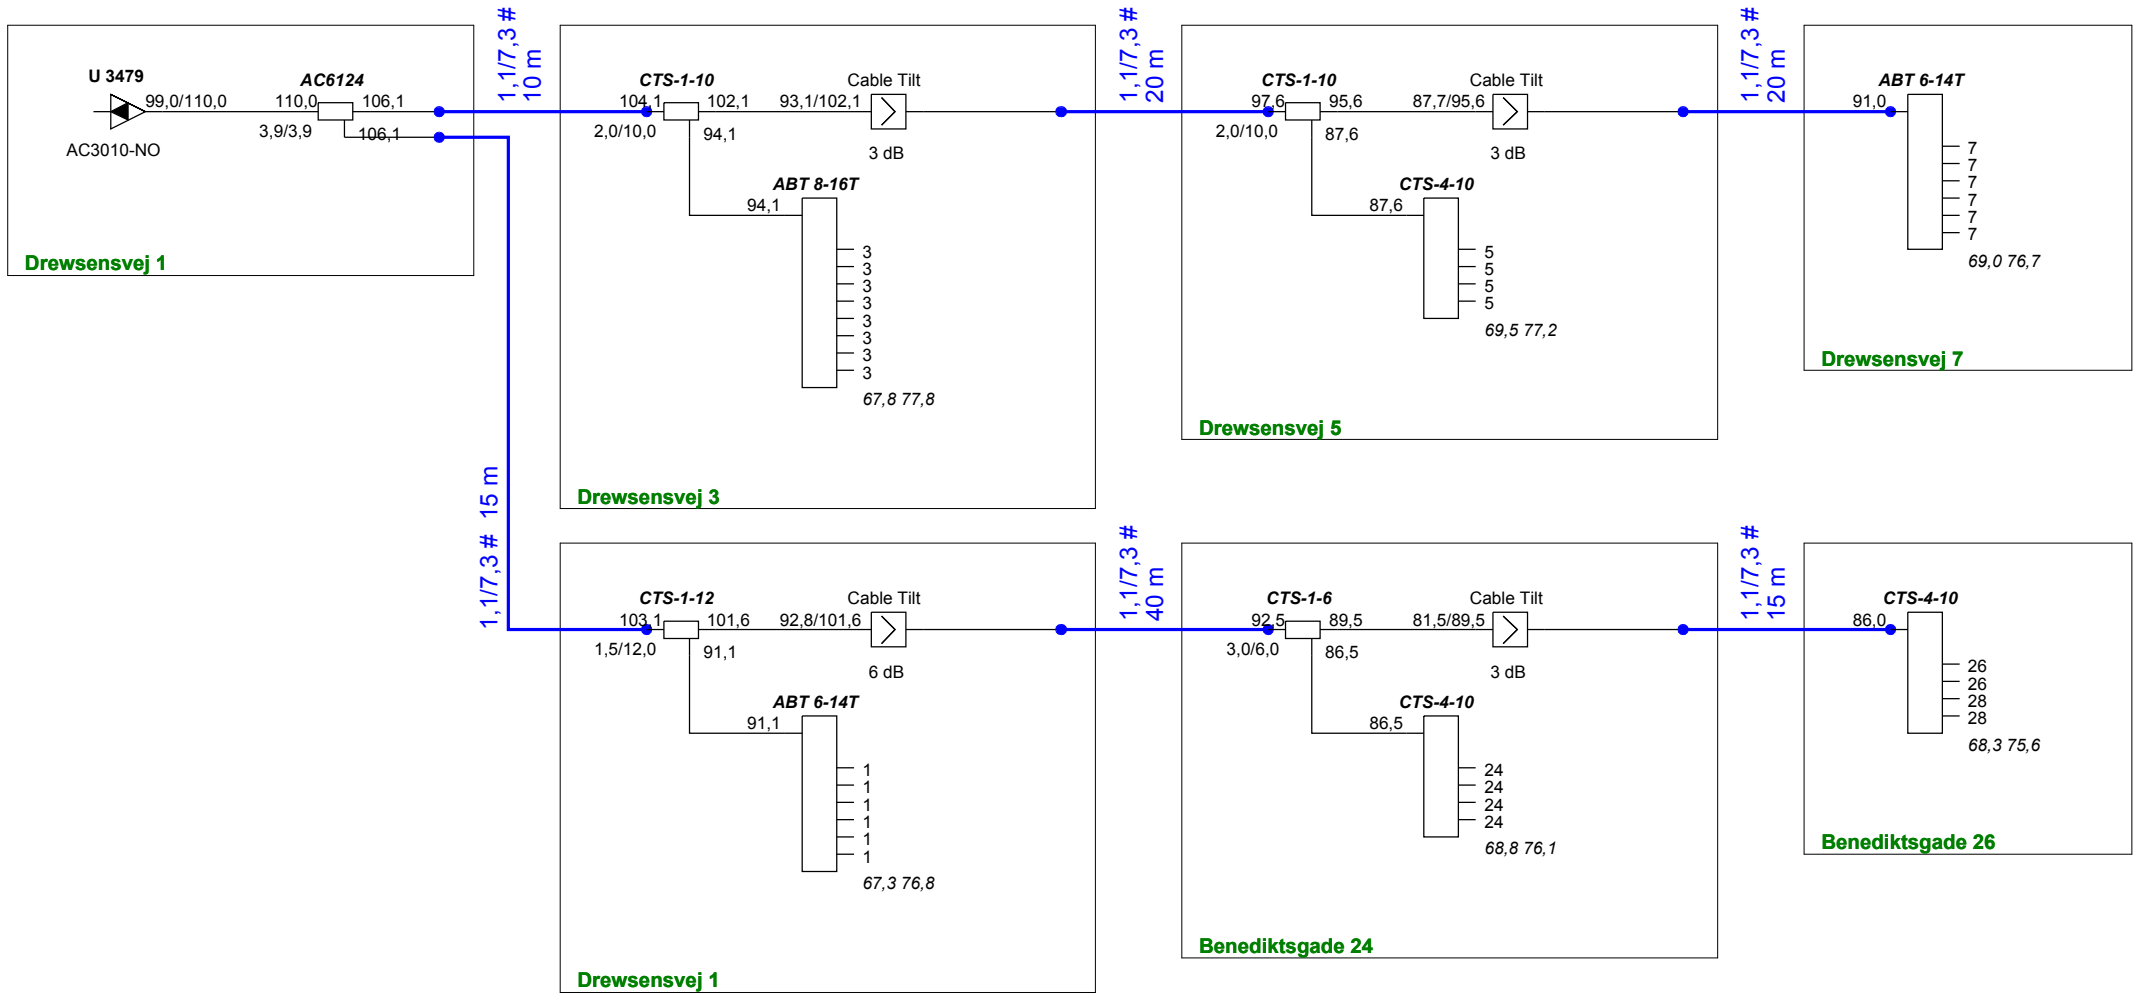 U 3479
99,0/110,0
AC3010-NO
AC6124
110,0
106,1
3,9/3,9
106,1
Drewsensvej 1
1,1/7,3 #
10 m
CTS-1-10
104,1
102,1
2,0/10,0
94,1
93,1/102,1
Cable Tilt
3 dB
ABT 8-16T
94,1
3
3
3
3
3
3
3
3
67,8 77,8
Drewsensvej 3
1,1/7,3 #
20 m
CTS-1-10
97,6
95,6
2,0/10,0
87,6
87,7/95,6
Cable Tilt
3 dB
CTS-4-10
87,6
5
5
5
5
69,5 77,2
Drewsensvej 5
1,1/7,3 #
20 m
ABT 6-14T
91,0
7
7
7
7
7
7
69,0 76,7
Drewsensvej 7
1,1/7,3 # 15 m
CTS-1-12
103,1
101,6
1,5/12,0
91,1
92,8/101,6
Cable Tilt
6 dB
ABT 6-14T
91,1
1
1
1
1
1
1
67,3 76,8
Drewsensvej 1
1,1/7,3 #
40 m
CTS-1-6
92,5
89,5
3,0/6,0
86,5
81,5/89,5
Cable Tilt
3 dB
CTS-4-10
86,5
24
24
24
24
68,8 76,1
Benediktsgade 24
1,1/7,3 #
15 m
CTS-4-10
86,0
26
26
28
28
68,3 75,6
Benediktsgade 26